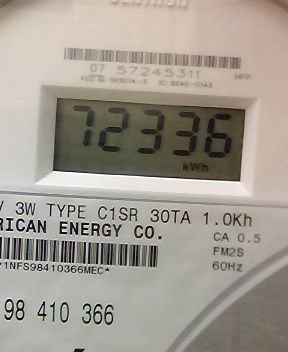 07 57245311
72336
kWh
V 3W TYPE C1SR 30TA 1.0Kh
RICAN ENERGY CO.
CA 0.5
FM2S
60Hz
98 410 366